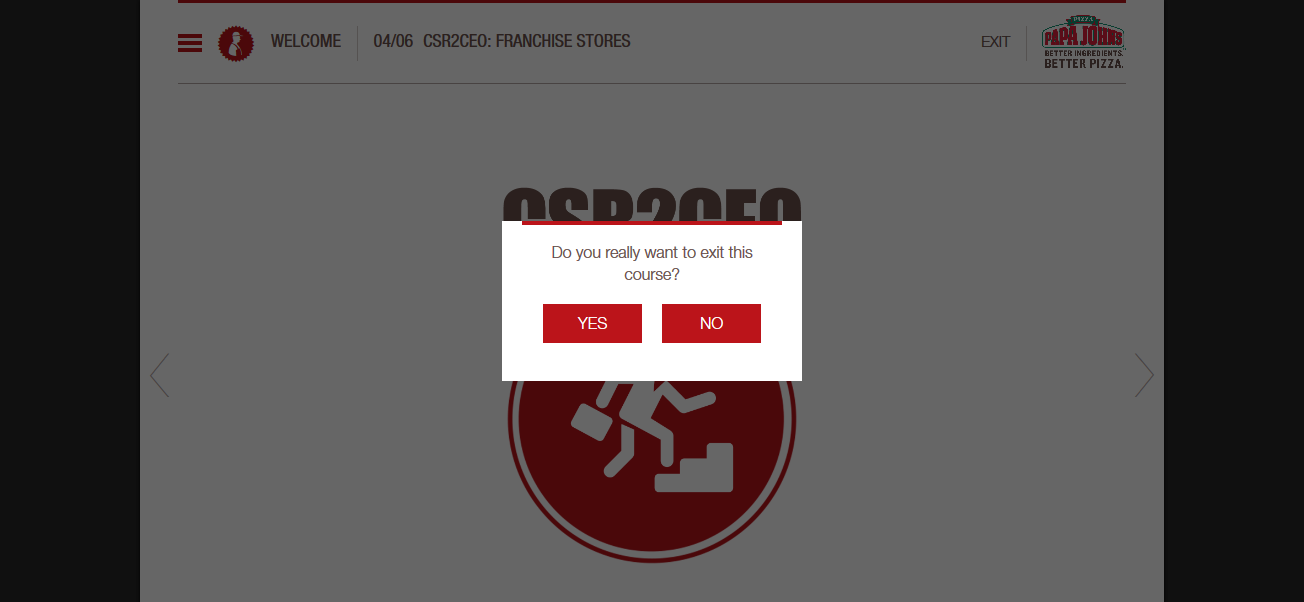 WELCOME
04/06 CSR2CEO: FRANCHISE STORES
EXIT
PIZZA
PAPA JOHNS
BETTER INGREDIENTS.
BETTER PIZZA.
CSR2CEO
Do you really want to exit this
course?
YES
NO